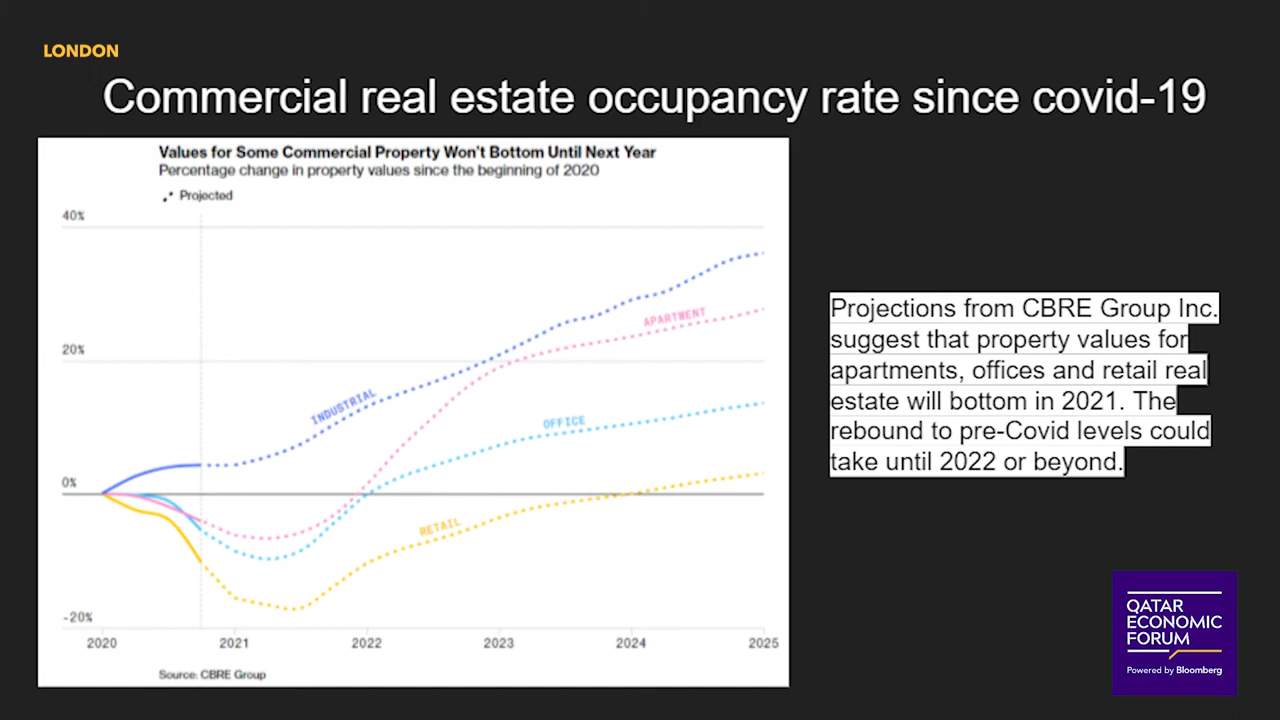 LONDON
Commercial real estate occupancy rate since covid-19
Values for Some Commercial Property Won't Bottom Until Next Year
Percentage change in property values since the beginning of 2020
Projected
40%
20%
0%
-20%
INDUSTRIAL
APARTMENT
OFFICE
RETAIL
2020 2021 2022 2023 2024 2025
Source: CBRE Group
Projections from CBRE Group Inc.
suggest that property values for
apartments, offices and retail real
estate will bottom in 2021. The
rebound to pre-Covid levels could
take until 2022 or beyond.
QATAR
ECONOMIC
FORUM
Powered by Bloomberg